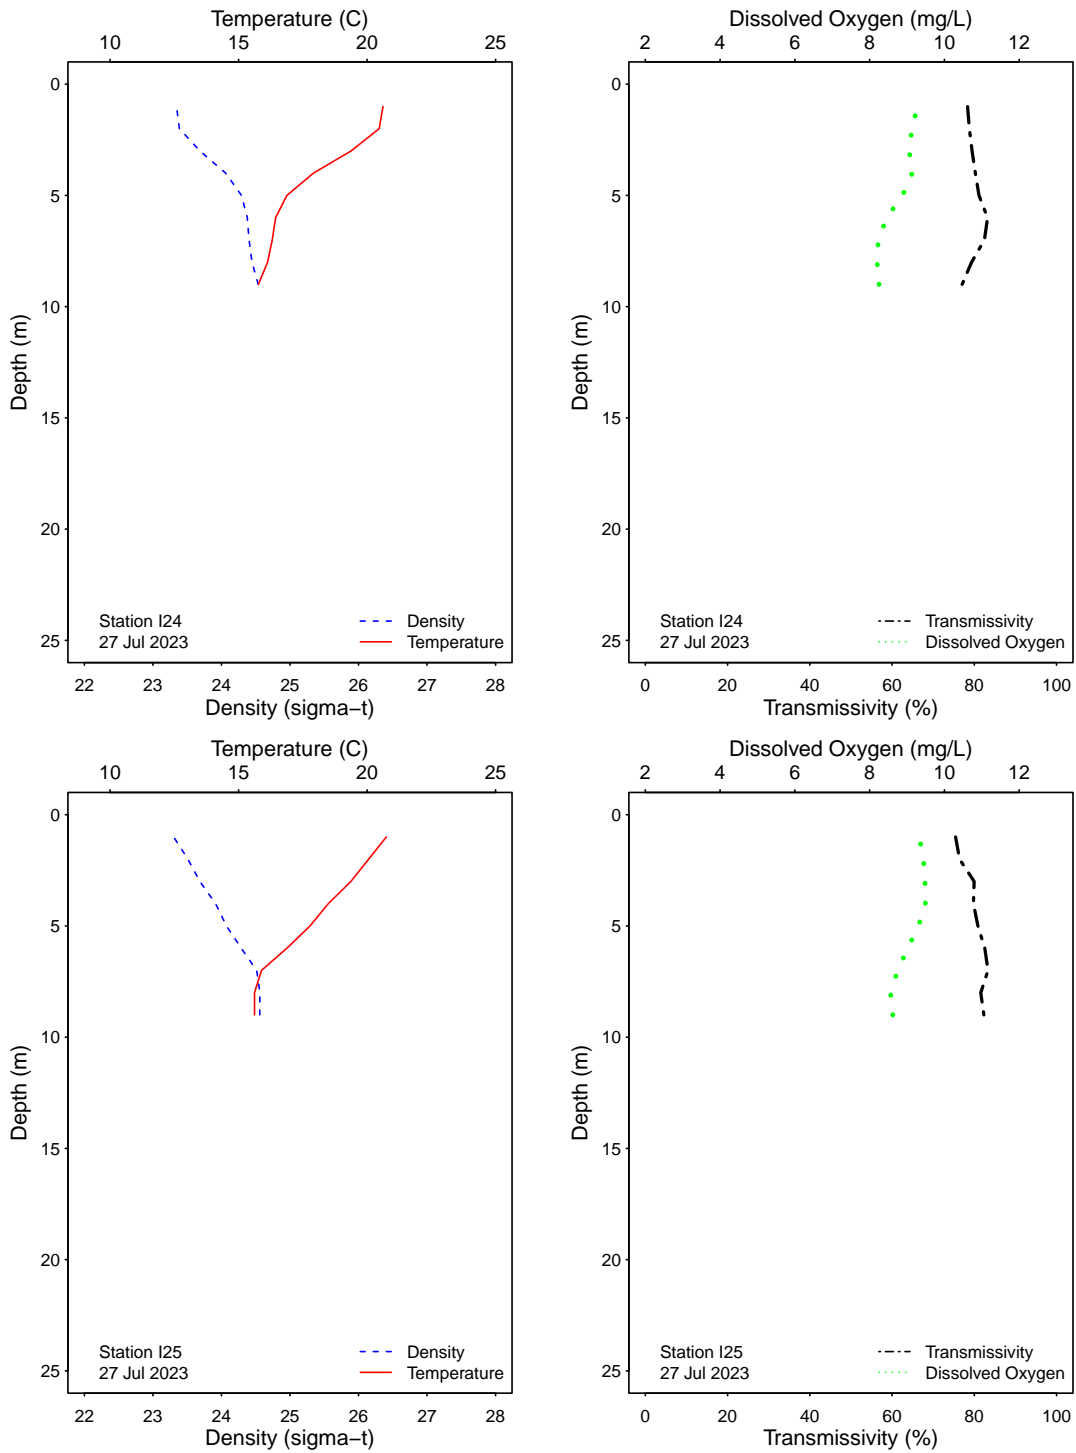 Temperature (C)
10 15 20 25
0
5
10
15
20
25
Depth (m)
Station I24
27 Jul 2023
Density
Temperature
22 23 24 25 26 27 28
Density (sigma−t)
Dissolved Oxygen (mg/L)
2 4 6 8 10 12
0
5
10
15
20
25
Depth (m)
Station I24
27 Jul 2023
Transmissivity
Dissolved Oxygen
0 20 40 60 80 100
Transmissivity (%)
Temperature (C)
10 15 20 25
0
5
10
15
20
25
Depth (m)
Station I25
27 Jul 2023
Density
Temperature
22 23 24 25 26 27 28
Density (sigma−t)
Dissolved Oxygen (mg/L)
2 4 6 8 10 12
0
5
10
15
20
25
Depth (m)
Station I25
27 Jul 2023
Transmissivity
Dissolved Oxygen
0 20 40 60 80 100
Transmissivity (%)